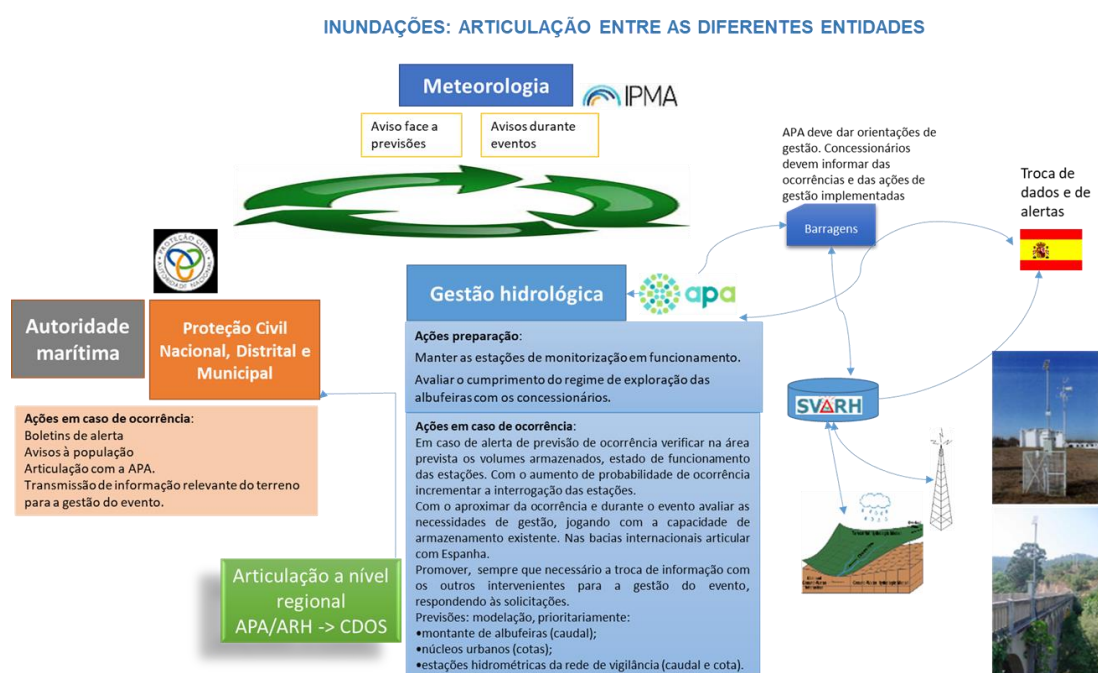 INUNDAÇÕES: ARTICULAÇÃO ENTRE AS DIFERENTES ENTIDADES
Meteorologia
IPMA
Aviso face a
previsões
Avisos durante
eventos
APA deve dar orientações de
gestão. Concessionários
devem informar das
ocorrências e das ações de
gestão implementadas
Troca de
dados e de
alertas
Barragens
PROTEÇÃO CIVIL
AUTORIDADE NACIONAL
Gestão hidrológica
apa
Autoridade
marítima
Proteção Civil
Nacional, Distrital e
Municipal
Ações preparação:
Manter as estações de monitorização em funcionamento.
Avaliar o cumprimento do regime de exploração das
albufeiras com os concessionários.
SVARH
Ações em caso de ocorrência:
Boletins de alerta
Avisos à população
Articulação com a APA.
Transmissão de informação relevante do terreno
para a gestão do evento.
Ações em caso de ocorrência:
Em caso de alerta de previsão de ocorrência verificar na área
prevista os volumes armazenados, estado de funcionamento
das estações. Com o aumento de probabilidade de ocorrência
incrementar a interrogação das estações.
Com o aproximar da ocorrência e durante o evento avaliar as
necessidades de gestão, jogando com a capacidade de
armazenamento existente. Nas bacias internacionais articular
com Espanha.
Promover, sempre que necessário a troca de informação com
os outros intervenientes para a gestão do evento,
respondendo às solicitações.
Previsões: modelação, prioritariamente:
•montante de albufeiras (caudal);
•núcleos urbanos (cotas);
•estações hidrométricas da rede de vigilância (caudal e cota).
Articulação a nível
regional
APA/ARH -> CDOS